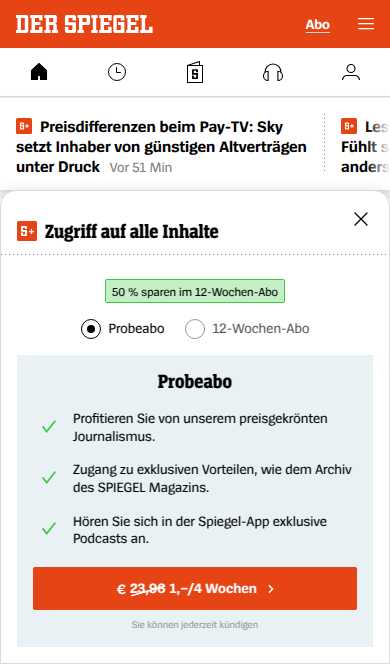 DER SPIEGEL
Abo
S+ Preisdifferenzen beim Pay-TV: Sky
setzt Inhaber von günstigen Altverträgen
unter Druck Vor 51 Min
S+ Les
Fühlt s
anders
S+ Zugriff auf alle Inhalte
50 % sparen im 12-Wochen-Abo
Probeabo
12-Wochen-Abo
Probeabo
Profitieren Sie von unserem preisgekrönten
Journalismus.
Zugang zu exklusiven Vorteilen, wie dem Archiv
des SPIEGEL Magazins.
Hören Sie sich in der Spiegel-App exklusive
Podcasts an.
€ 23,96 1,–/4 Wochen
Sie können jederzeit kündigen